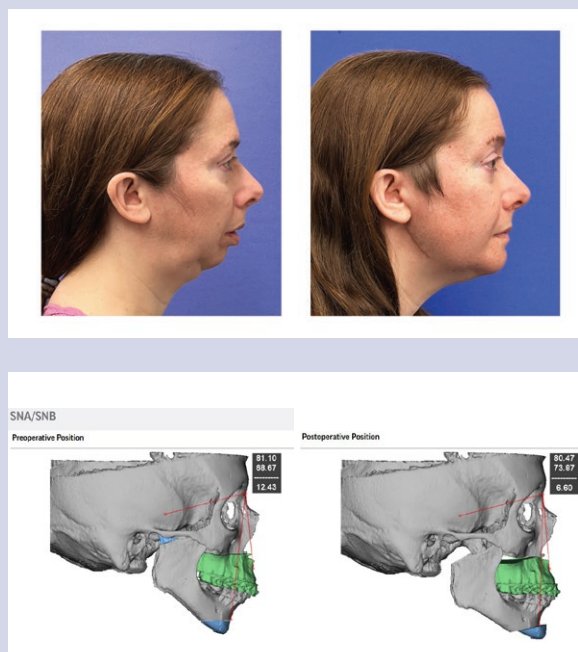 SNA/SNB
Preoperative Position
Postoperative Position
81.10
68.67
12.43
80.47
73.87
6.60